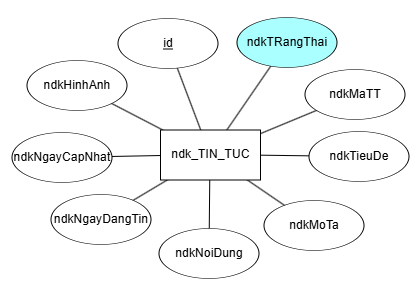 id
ndkTRangThai
ndkHinhAnh
ndkMaTT
ndk_TIN_TUC
ndkNgayCapNhat
ndkTieuDe
ndkNgayDangTin
ndkMoTa
ndkNoiDung